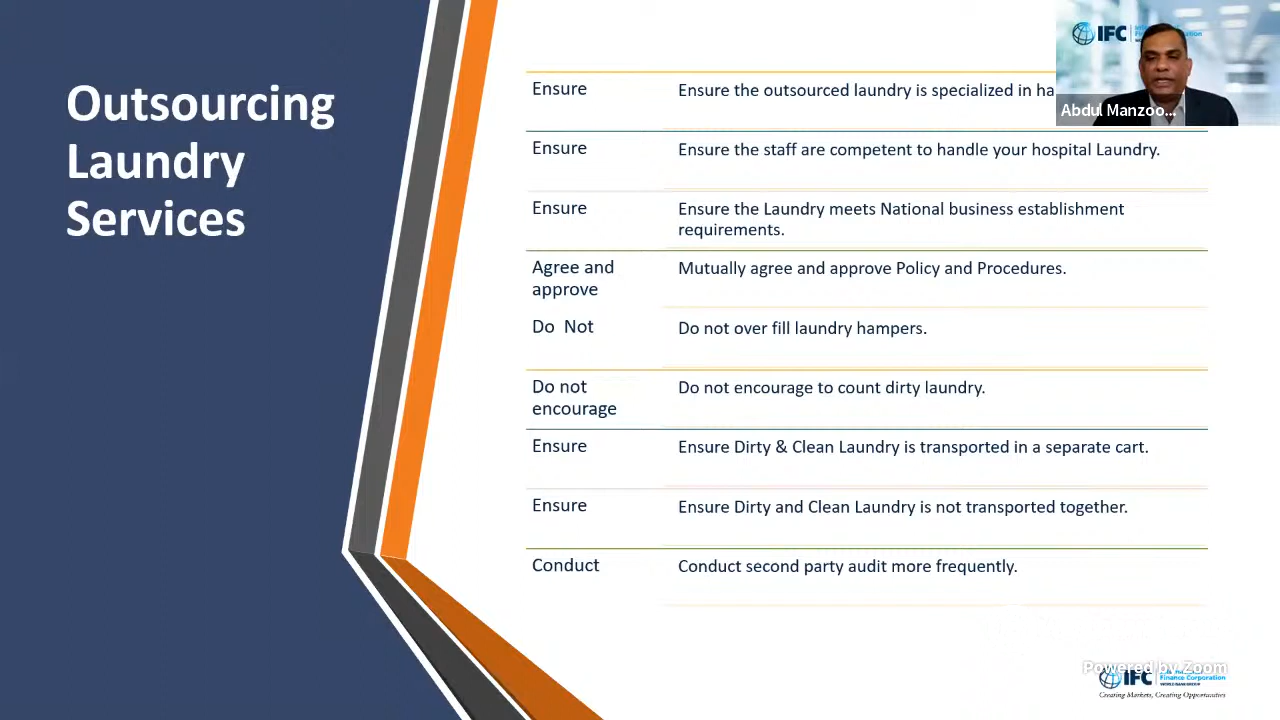 Outsourcing
Laundry
Services
IFC
Abdul Manzoo...
Ensure
Ensure the outsourced laundry is specialized in ha
Ensure
Ensure the staff are competent to handle your hospital Laundry.
Ensure
Ensure the Laundry meets National business establishment
requirements.
Agree and
approve
Mutually agree and approve Policy and Procedures.
Do Not
Do not over fill laundry hampers.
Do not
encourage
Do not encourage to count dirty laundry.
Ensure
Ensure Dirty & Clean Laundry is transported in a separate cart.
Ensure
Ensure Dirty and Clean Laundry is not transported together.
Conduct
Conduct second party audit more frequently.
Powered by Zoom
IFC
Finance Corporation
WORLD BANK GROUP
Creating Markets, Creating Opportunities